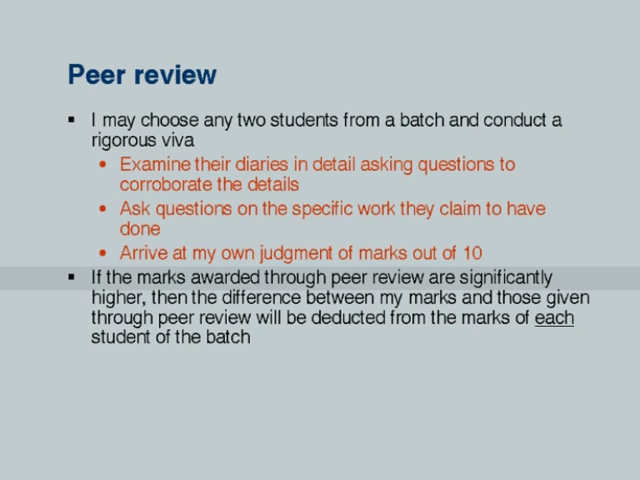 Peer review
▪ I may choose any two students from a batch and conduct a
rigorous viva
• Examine their diaries in detail asking questions to
corroborate the details
• Ask questions on the specific work they claim to have
done
• Arrive at my own judgment of marks out of 10
▪ If the marks awarded through peer review are significantly
higher, then the difference between my marks and those given
through peer review will be deducted from the marks of each
student of the batch